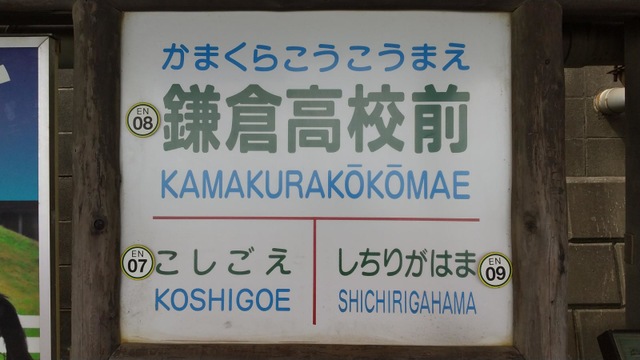 かまくらこうこうまえ
EN
08
鎌倉高校前
KAMAKURAKŌKŌMAE
EN
07
こしごえ
KOSHIGOE
しちりがはま
SHICHIRIGAHAMA
EN
09